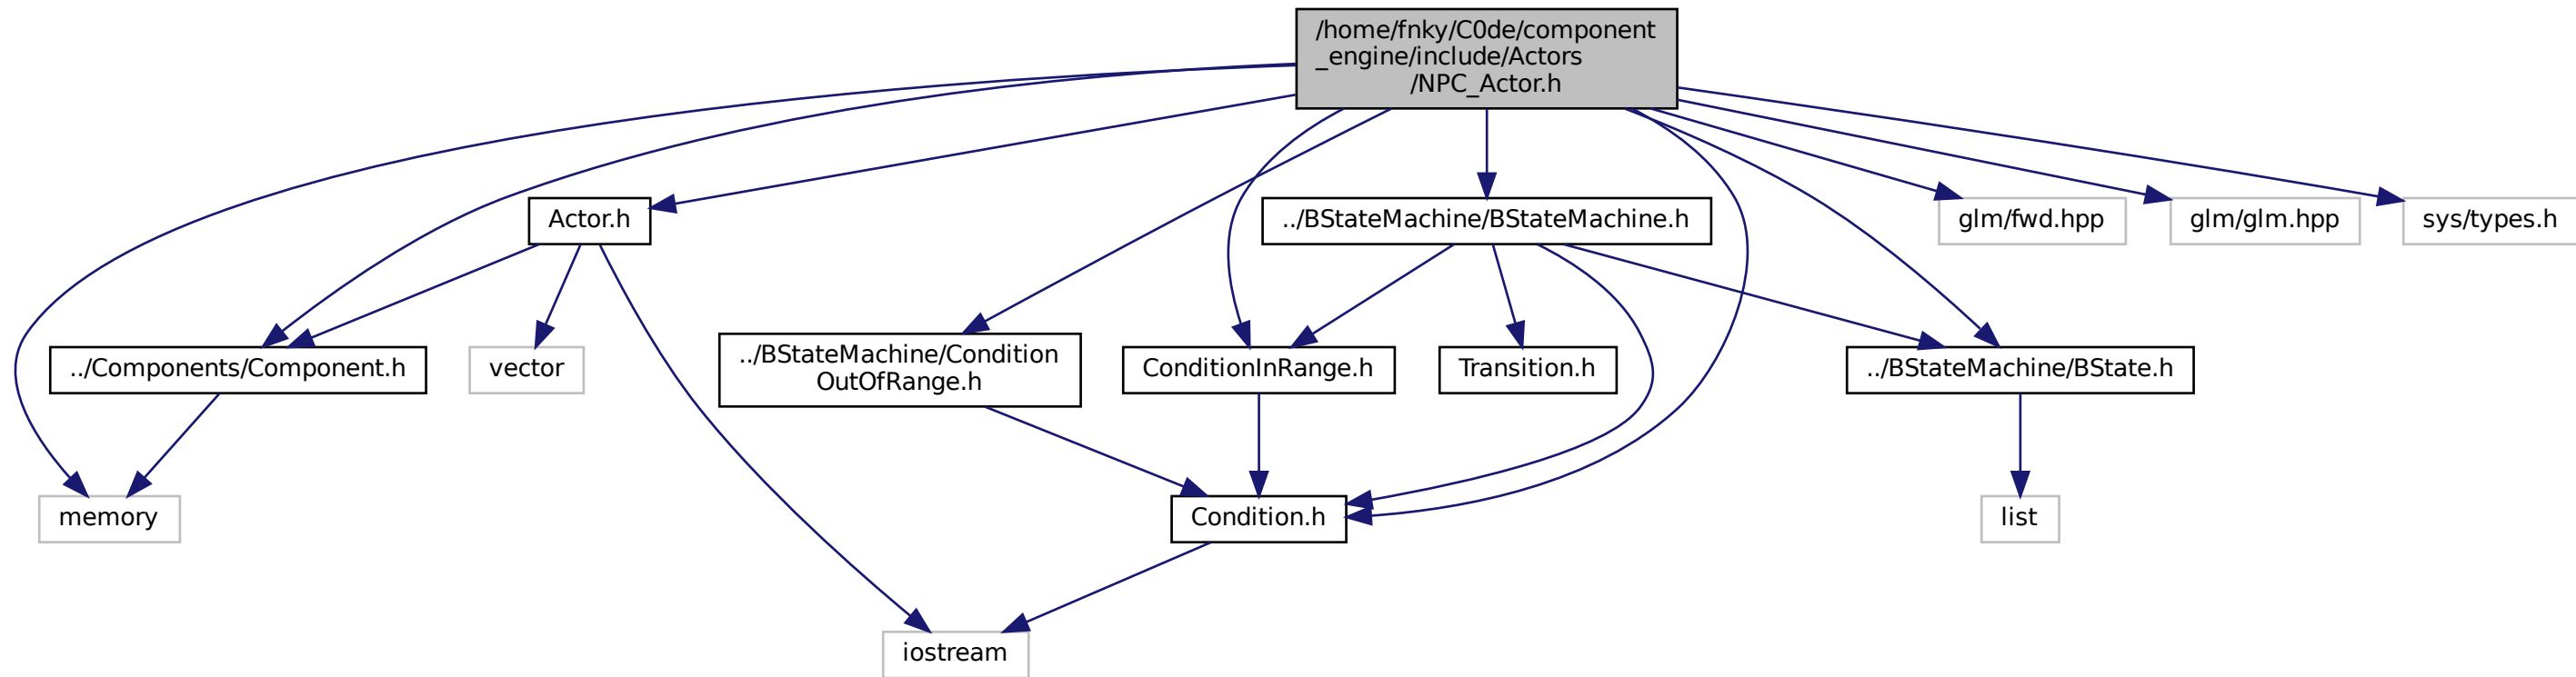 /home/fnky/C0de/component
_engine/include/Actors
/NPC_Actor.h
Actor.h
../BStateMachine/BStateMachine.h
glm/fwd.hpp
glm/glm.hpp
sys/types.h
../Components/Component.h
vector
../BStateMachine/Condition
OutOfRange.h
ConditionInRange.h
Transition.h
../BStateMachine/BState.h
memory
Condition.h
list
iostream